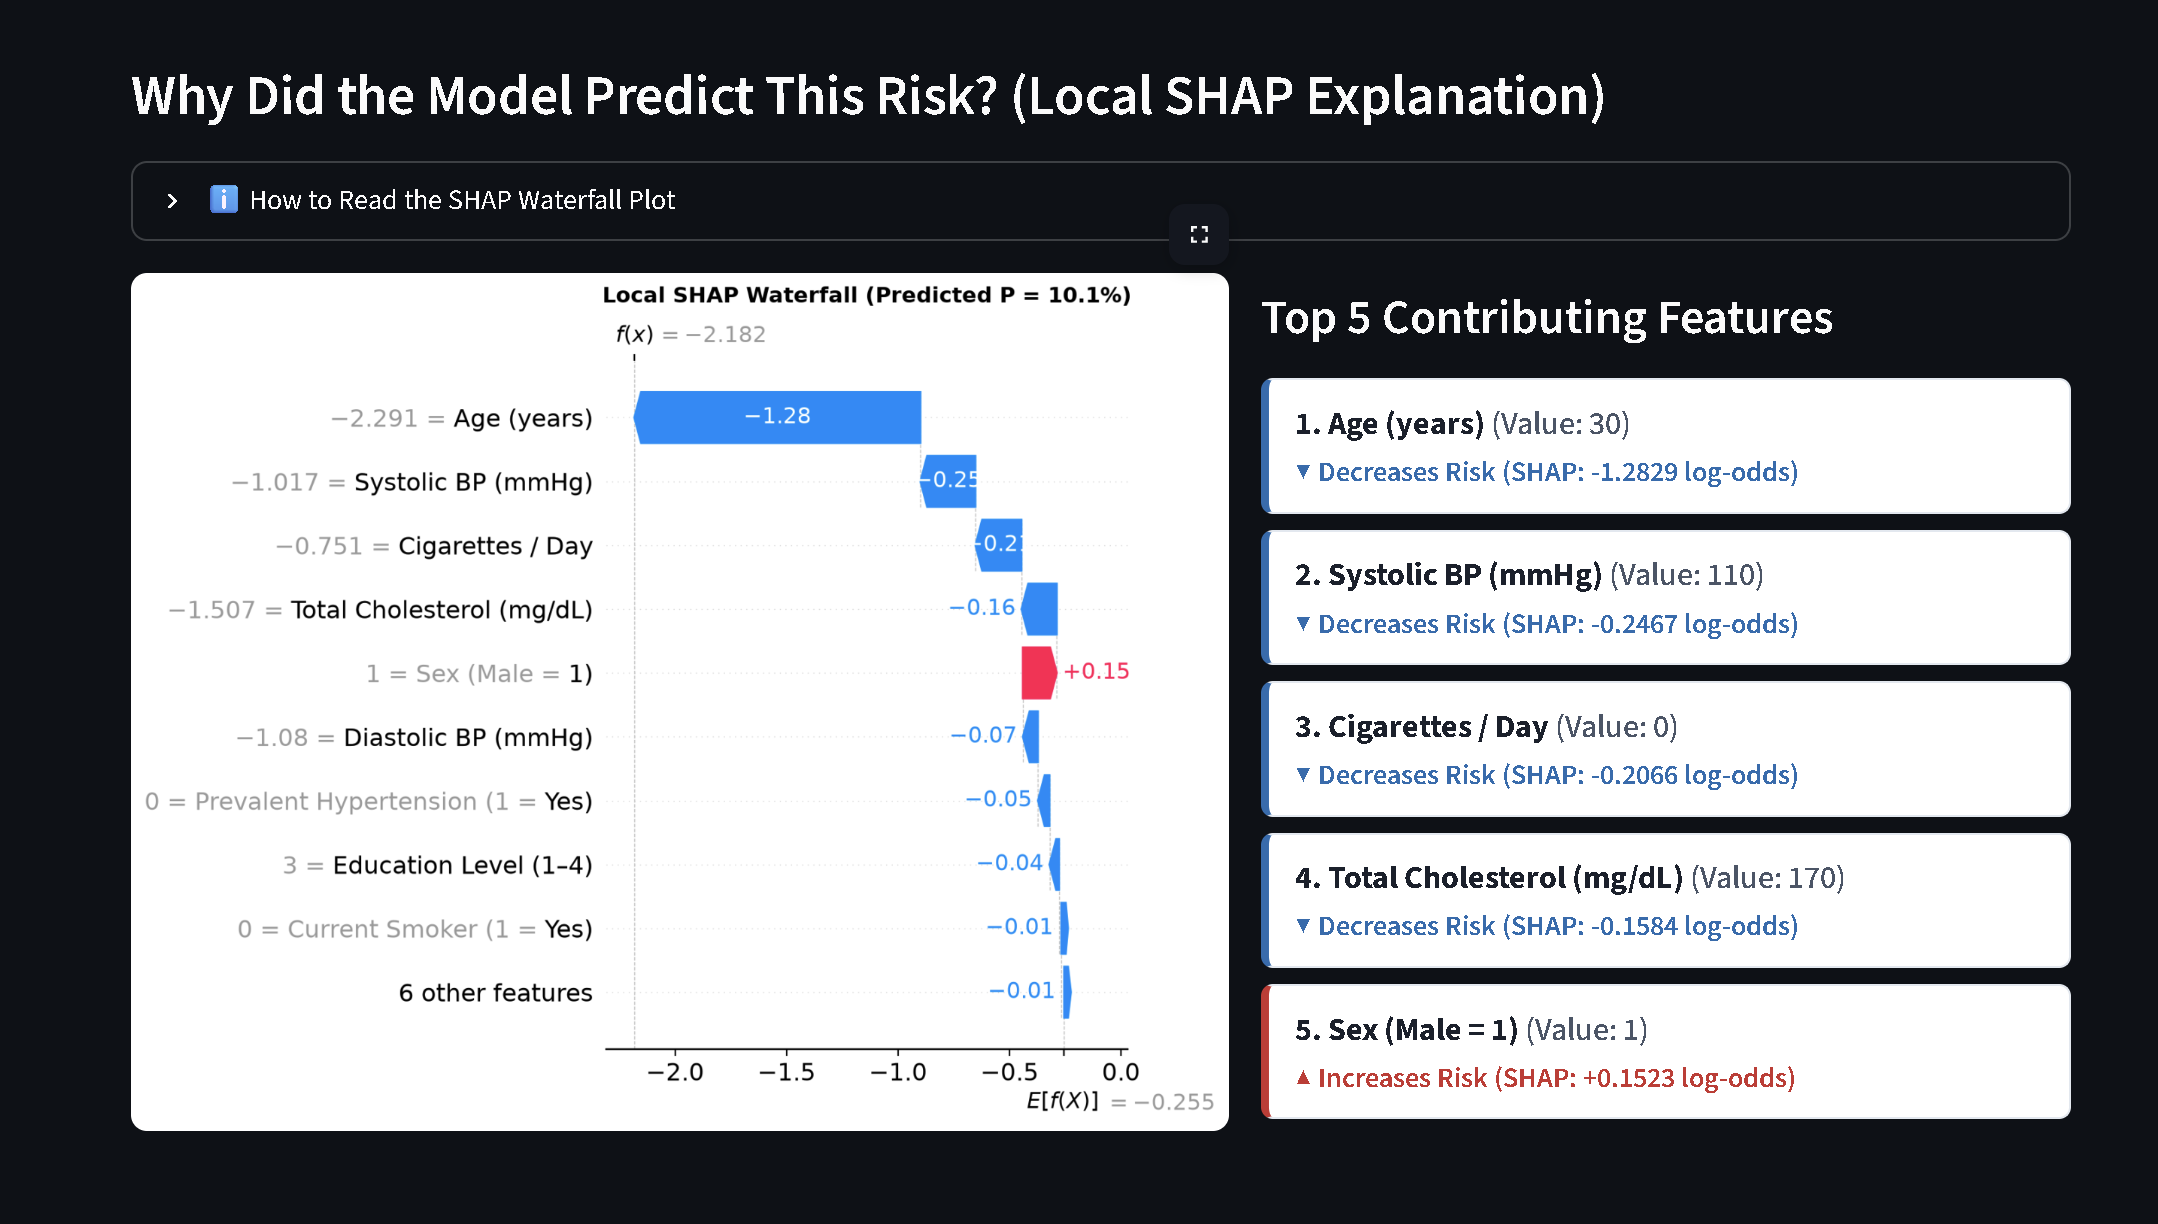 Why Did the Model Predict This Risk? (Local SHAP Explanation)
How to Read the SHAP Waterfall Plot
Local SHAP Waterfall (Predicted P = 10.1%)
f(x) = −2.182
−2.291 = Age (years)
−1.28
−1.017 = Systolic BP (mmHg)
−0.25
−0.751 = Cigarettes / Day
−0.21
−1.507 = Total Cholesterol (mg/dL)
−0.16
1 = Sex (Male = 1)
+0.15
−1.08 = Diastolic BP (mmHg)
−0.07
0 = Prevalent Hypertension (1 = Yes)
−0.05
3 = Education Level (1–4)
−0.04
0 = Current Smoker (1 = Yes)
−0.01
6 other features
−0.01
−2.0 −1.5 −1.0 −0.5 0.0
E[f(X)] = −0.255
Top 5 Contributing Features
1. Age (years) (Value: 30)
▼ Decreases Risk (SHAP: -1.2829 log-odds)
2. Systolic BP (mmHg) (Value: 110)
▼ Decreases Risk (SHAP: -0.2467 log-odds)
3. Cigarettes / Day (Value: 0)
▼ Decreases Risk (SHAP: -0.2066 log-odds)
4. Total Cholesterol (mg/dL) (Value: 170)
▼ Decreases Risk (SHAP: -0.1584 log-odds)
5. Sex (Male = 1) (Value: 1)
▲ Increases Risk (SHAP: +0.1523 log-odds)